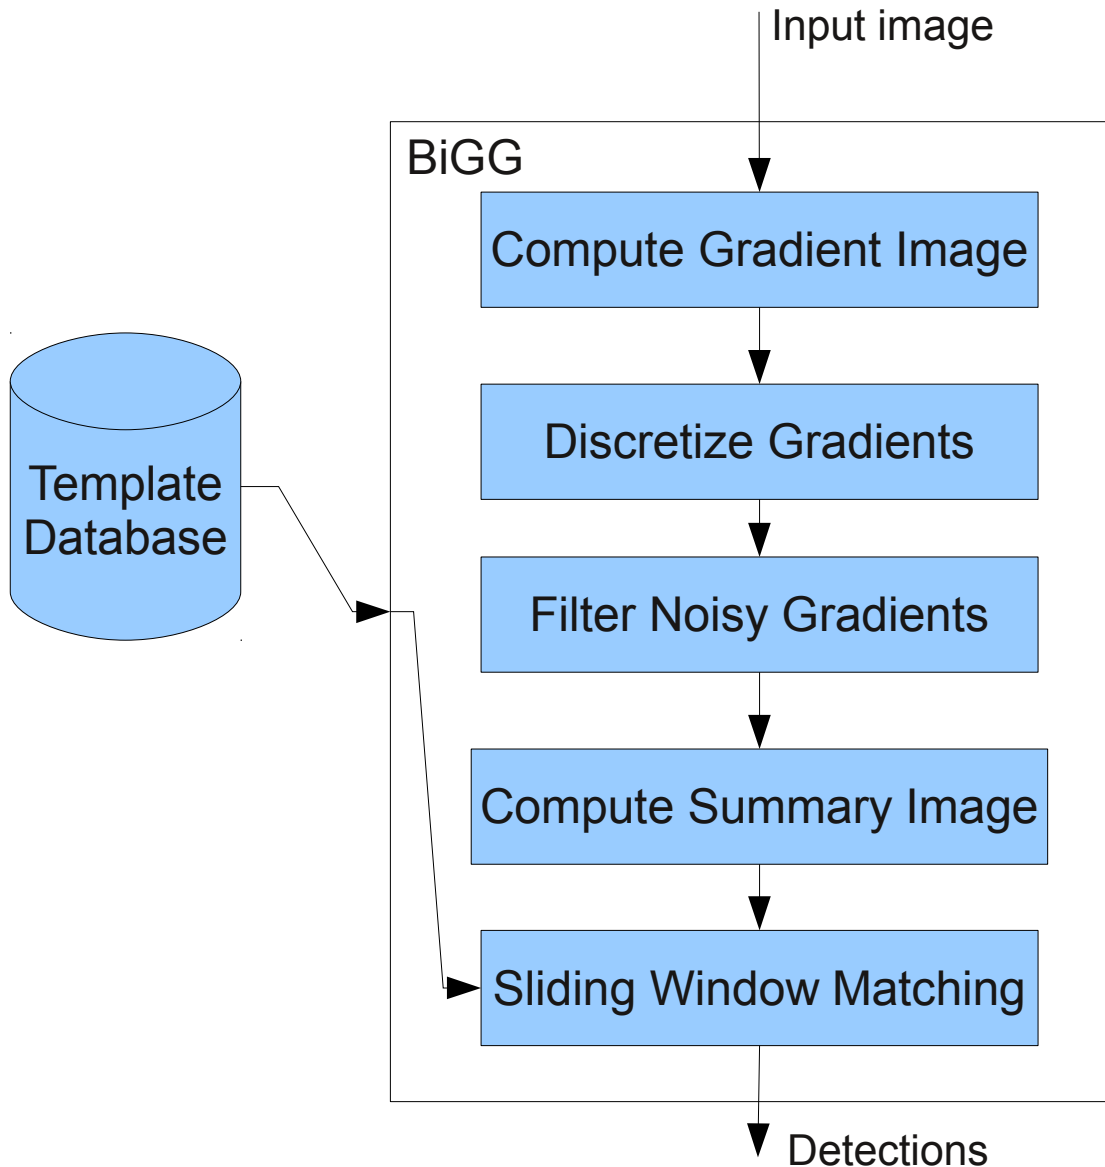 Input image
BiGG
Compute Gradient Image
Discretize Gradients
Template
Database
Filter Noisy Gradients
Compute Summary Image
Sliding Window Matching
Detections